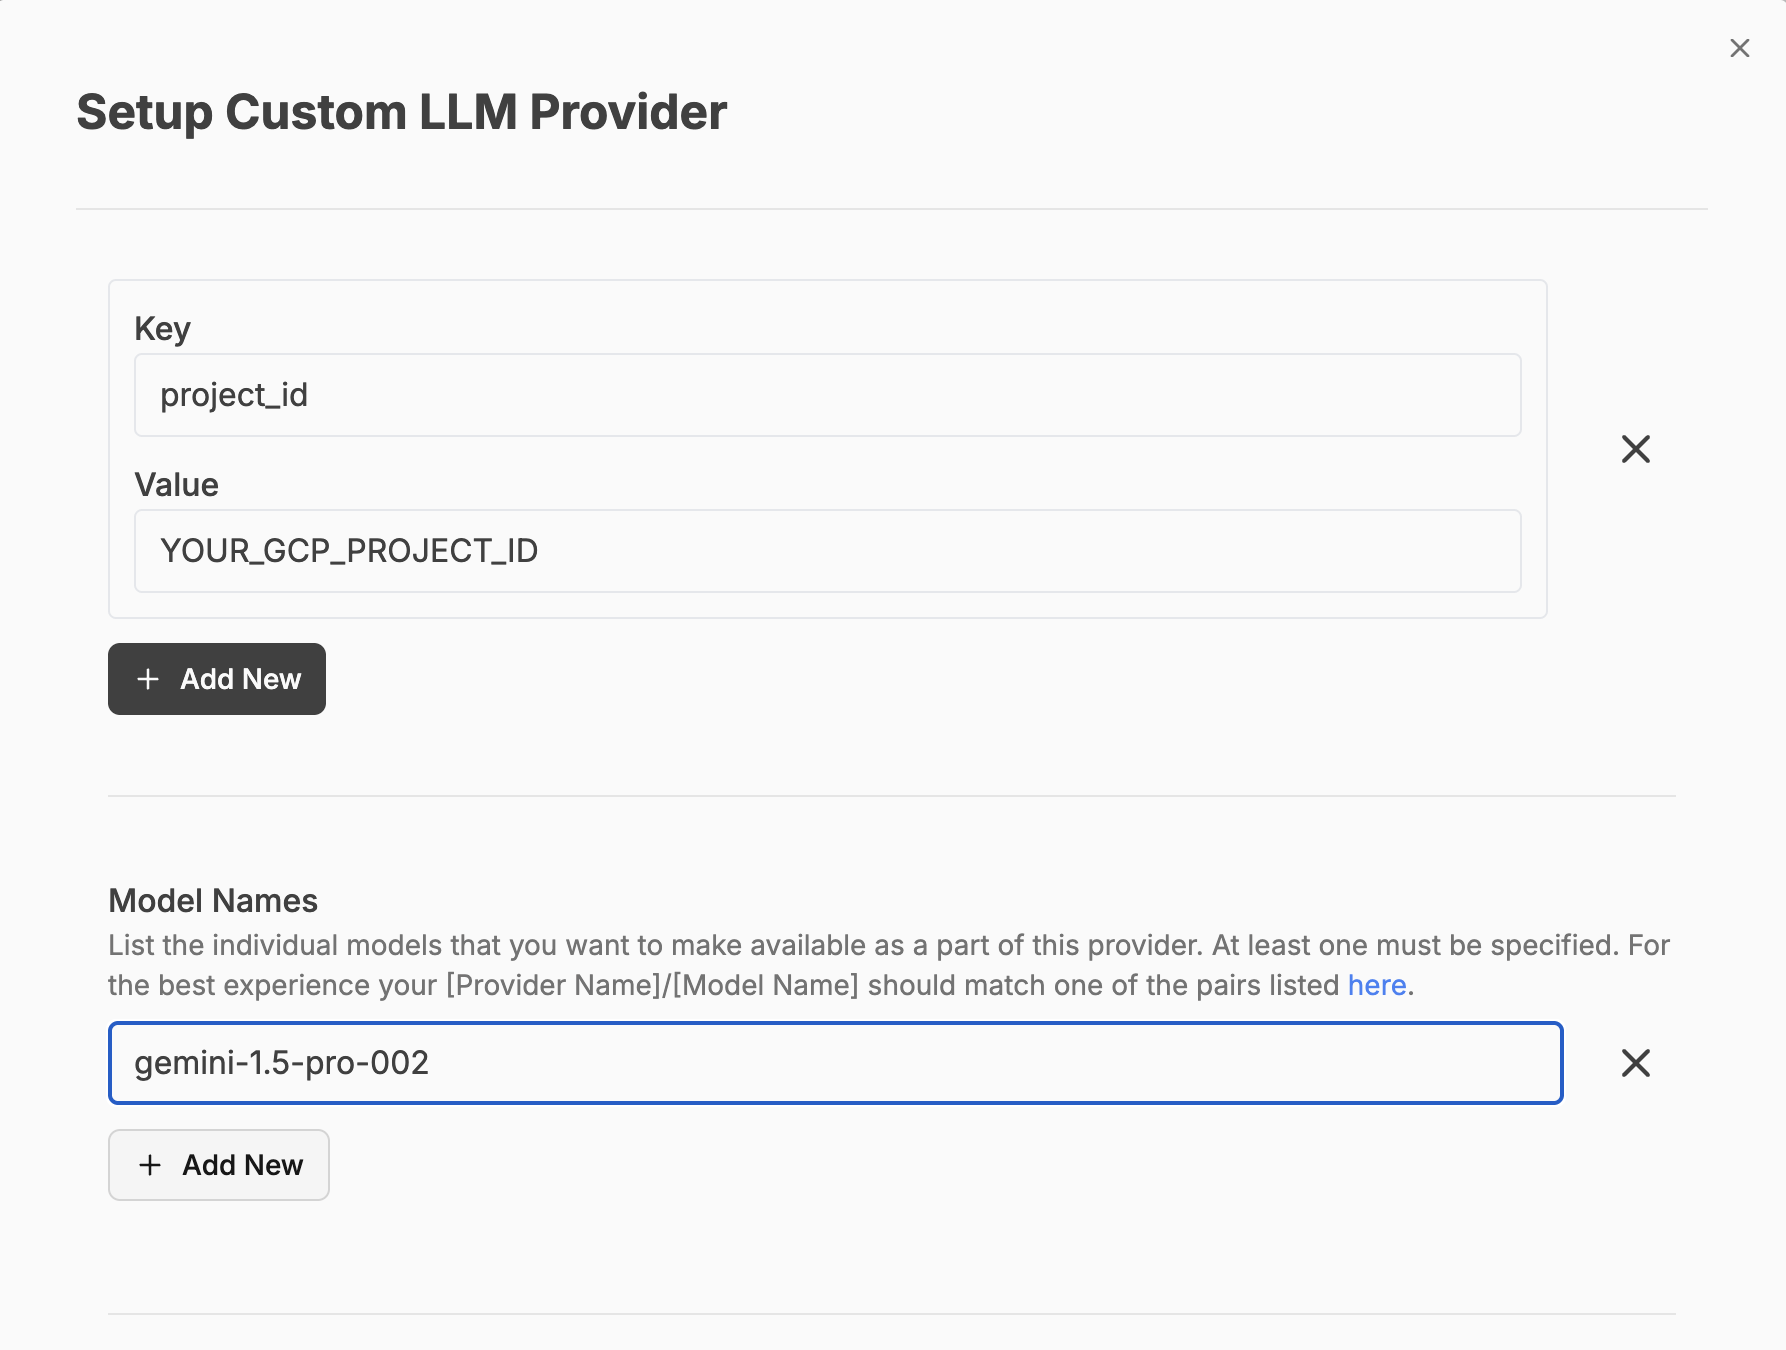 Setup Custom LLM Provider
Key
project_id
Value
YOUR_GCP_PROJECT_ID
Add New
Model Names
List the individual models that you want to make available as a part of this provider. At least one must be specified. For
the best experience your [Provider Name]/[Model Name] should match one of the pairs listed here.
gemini-1.5-pro-002
Add New